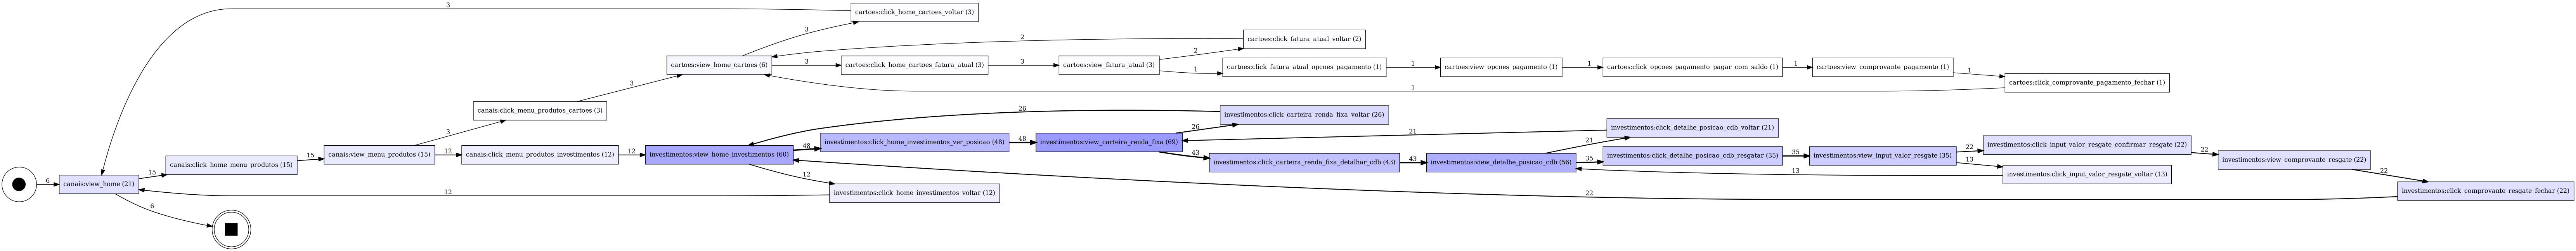 3
cartoes:click_home_cartoes_voltar (3)
3
2
cartoes:click_fatura_atual_voltar (2)
cartoes:view_home_cartoes (6)
3
cartoes:click_home_cartoes_fatura_atual (3)
3
cartoes:view_fatura_atual (3)
2
1
cartoes:click_fatura_atual_opcoes_pagamento (1)
1
cartoes:view_opcoes_pagamento (1)
1
cartoes:click_opcoes_pagamento_pagar_com_saldo (1)
1
cartoes:view_comprovante_pagamento (1)
1
cartoes:click_comprovante_pagamento_fechar (1)
3
1
canais:click_menu_produtos_cartoes (3)
26
investimentos:click_carteira_renda_fixa_voltar (26)
3
26
21
investimentos:click_detalhe_posicao_cdb_voltar (21)
48
investimentos:click_home_investimentos_ver_posicao (48)
48
investimentos:view_carteira_renda_fixa (69)
21
22
investimentos:click_input_valor_resgate_confirmar_resgate (22)
15
canais:view_menu_produtos (15)
12
canais:click_menu_produtos_investimentos (12)
12
investimentos:view_home_investimentos (60)
43
investimentos:click_carteira_renda_fixa_detalhar_cdb (43)
43
investimentos:view_detalhe_posicao_cdb (56)
35
investimentos:click_detalhe_posicao_cdb_resgatar (35)
35
investimentos:view_input_valor_resgate (35)
22
investimentos:view_comprovante_resgate (22)
canais:click_home_menu_produtos (15)
13
13
investimentos:click_input_valor_resgate_voltar (13)
22
6
canais:view_home (21)
15
12
12
investimentos:click_home_investimentos_voltar (12)
22
investimentos:click_comprovante_resgate_fechar (22)
6